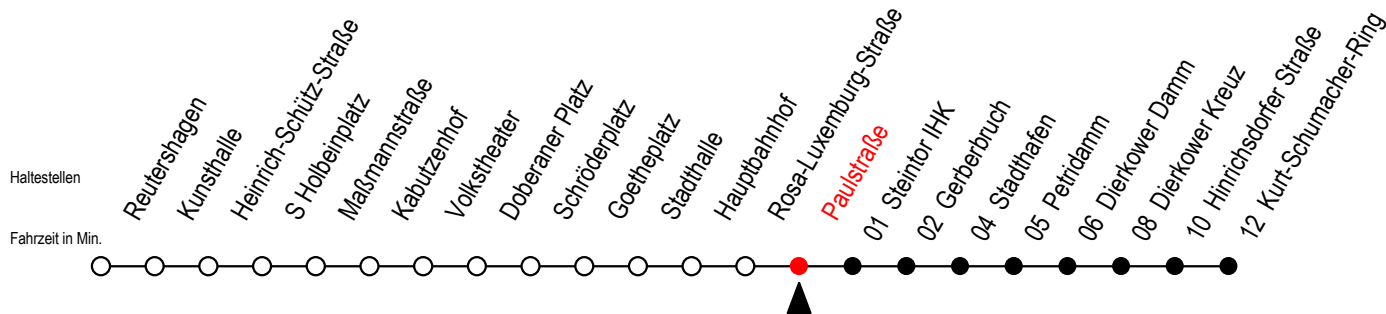 Haltestellen
Fahrzeit in Min.
Reutershagen
Kunsthalle
Heinrich-Schütz-Straße
S Holbeinplatz
Maßmannstraße
Kabutzenhof
Volkstheater
Doberaner Platz
Schröderplatz
Goetheplatz
Stadthalle
Hauptbahnhof
Rosa-Luxemburg-Straße
Paulstraße
01 Steintor IHK
02 Gerberbruch
04 Stadthafen
05 Petridamm
06 Dierkower Damm
08 Dierkower Kreuz
10 Hinrichsdorfer Straße
12 Kurt-Schumacher-Ring